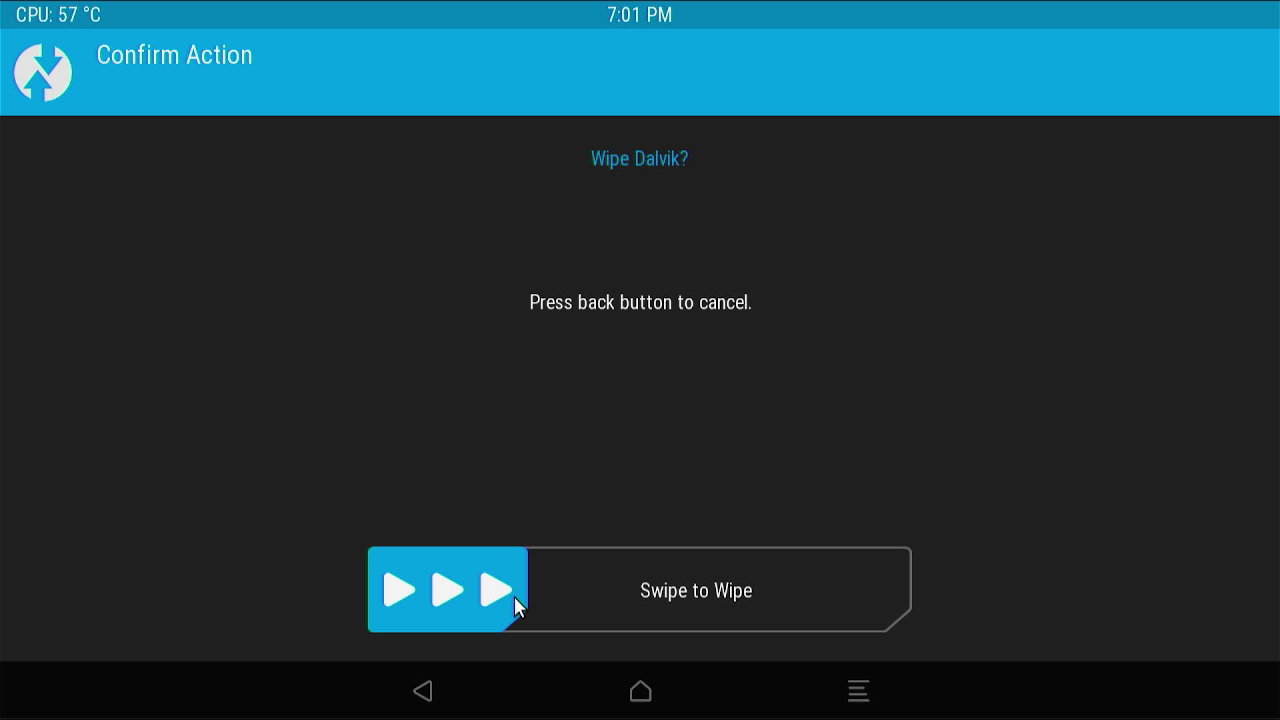 CPU: 57 °C
7:01 PM
Confirm Action
Wipe Dalvik?
Press back button to cancel.
Swipe to Wipe